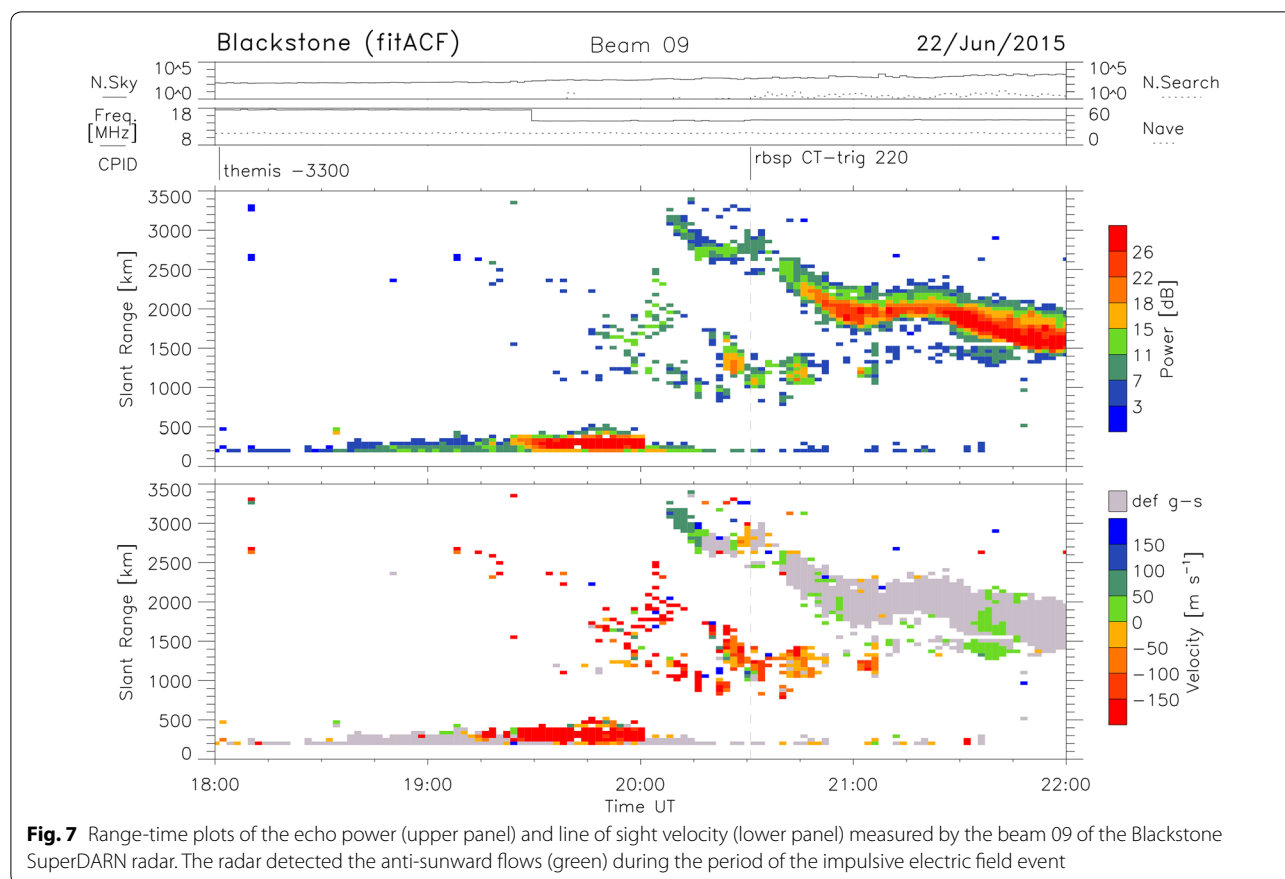 Blackstone (fitACF) Beam 09 22/Jun/2015
N.Sky 10^5 10^0 10^5 10^0 N.Search
Freq. [MHz] 18 8 60 0 Nave
CPID themis -3300 rbsp CT-trig 220
Slant Range [km]
3500
3000
2500
2000
1500
1000
500
0
26
22
18
15
11
7
3
Power [dB]
Slant Range [km]
3500
3000
2500
2000
1500
1000
500
0
def g-s
150
100
50
0
-50
-100
-150
Velocity [m s⁻¹]
18:00 19:00 20:00 21:00 22:00
Time UT
Fig. 7 Range-time plots of the echo power (upper panel) and line of sight velocity (lower panel) measured by the beam 09 of the Blackstone
SuperDARN radar. The radar detected the anti-sunward flows (green) during the period of the impulsive electric field event